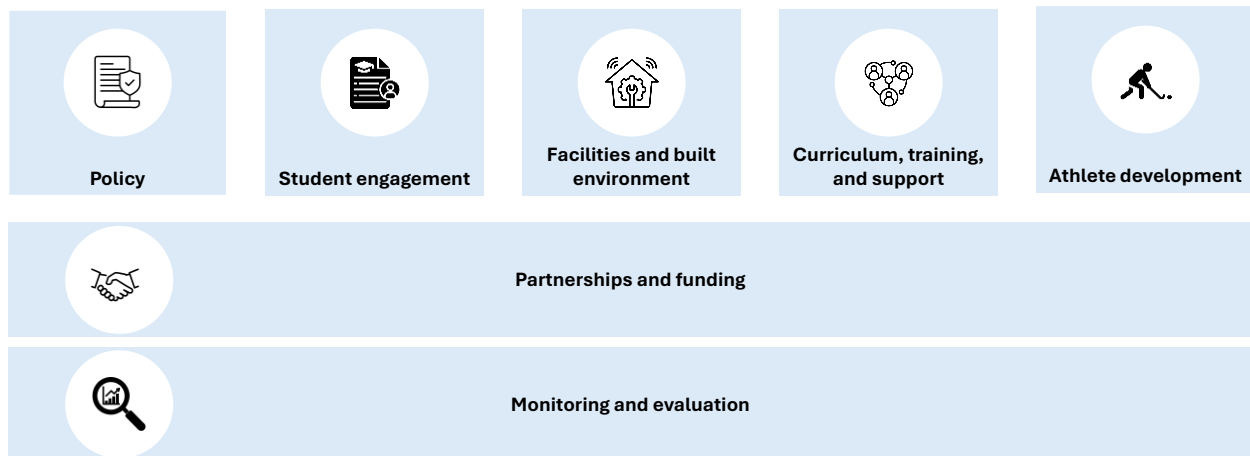 Policy
Student engagement
Facilities and built
environment
Curriculum, training,
and support
Athlete development
Partnerships and funding
Monitoring and evaluation